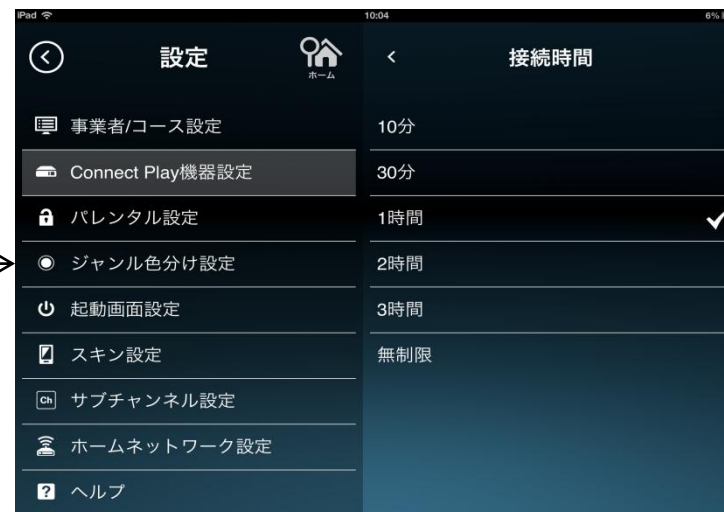 iPad
10:04
6%
設定
ホーム
事業者/コース設定
Connect Play機器設定
パレンタル設定
ジャンル色分け設定
起動画面設定
スキン設定
Ch サブチャンネル設定
ホームネットワーク設定
? ヘルプ
接続時間
10分
30分
1時間
2時間
3時間
無制限